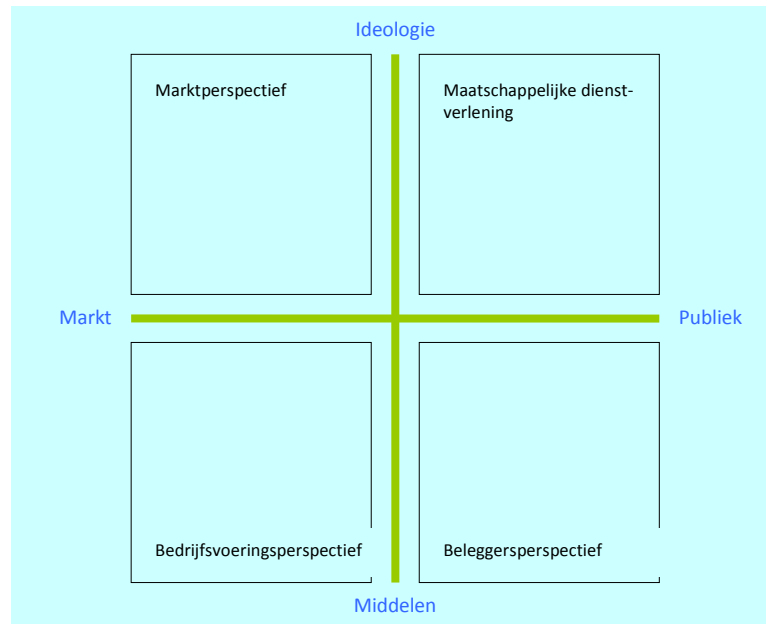 Ideologie
Marktperspectief
Maatschappelijke dienst-
verlening
Markt
Publiek
Bedrijfsvoeringsperspectief
Beleggersperspectief
Middelen